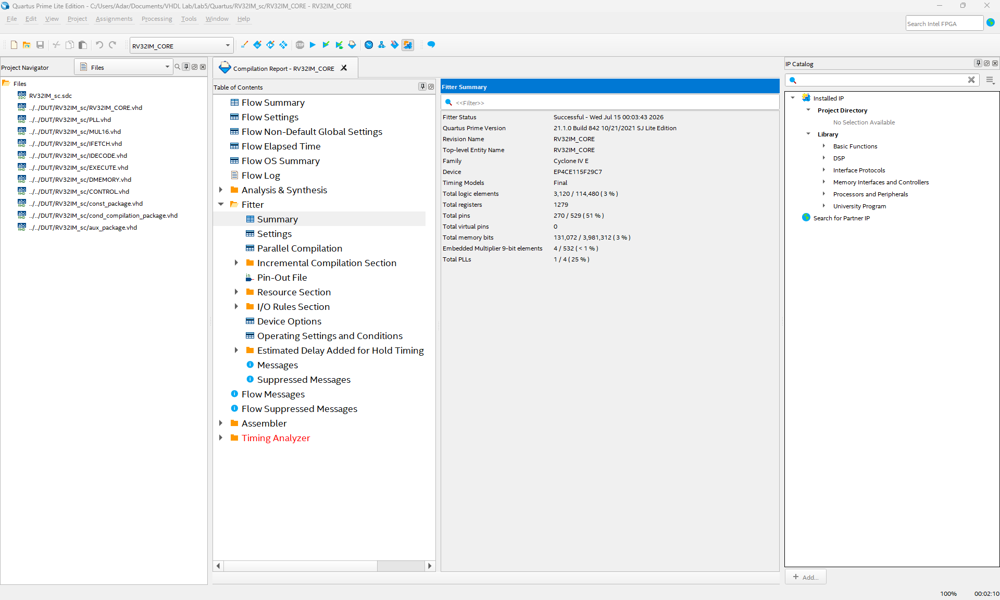 Quartus Prime Lite Edition - C:/Users/Adar/Documents/VHDL Lab/Lab5/Quartus/RV32IM_sc/RV32IM_CORE - RV32IM_CORE
File Edit View Project Assignments Processing Tools Window Help
Search Intel FPGA
RV32IM_CORE
STOP
Project Navigator
Files
Files
RV32IM_sc.sdc
../../DUT/RV32IM_sc/RV32IM_CORE.vhd
../../DUT/RV32IM_sc/PLL.vhd
../../DUT/RV32IM_sc/MUL16.vhd
../../DUT/RV32IM_sc/IFETCH.vhd
../../DUT/RV32IM_sc/IDECODE.vhd
../../DUT/RV32IM_sc/EXECUTE.vhd
../../DUT/RV32IM_sc/DMEMORY.vhd
../../DUT/RV32IM_sc/CONTROL.vhd
../../DUT/RV32IM_sc/const_package.vhd
../../DUT/RV32IM_sc/cond_compilation_package.vhd
../../DUT/RV32IM_sc/aux_package.vhd
Compilation Report - RV32IM_CORE
Table of Contents
Flow Summary
Flow Settings
Flow Non-Default Global Settings
Flow Elapsed Time
Flow OS Summary
Flow Log
Analysis & Synthesis
Fitter
Summary
Settings
Parallel Compilation
Incremental Compilation Section
Pin-Out File
Resource Section
I/O Rules Section
Device Options
Operating Settings and Conditions
Estimated Delay Added for Hold Timing
Messages
Suppressed Messages
Flow Messages
Flow Suppressed Messages
Assembler
Timing Analyzer
Fitter Summary
<<Filter>>
Fitter Status Successful - Wed Jul 15 00:03:43 2026
Quartus Prime Version 21.1.0 Build 842 10/21/2021 SJ Lite Edition
Revision Name RV32IM_CORE
Top-level Entity Name RV32IM_CORE
Family Cyclone IV E
Device EP4CE115F29C7
Timing Models Final
Total logic elements 3,120 / 114,480 ( 3 % )
Total registers 1279
Total pins 270 / 529 ( 51 % )
Total virtual pins 0
Total memory bits 131,072 / 3,981,312 ( 3 % )
Embedded Multiplier 9-bit elements 4 / 532 ( < 1 % )
Total PLLs 1 / 4 ( 25 % )
IP Catalog
Installed IP
Project Directory
No Selection Available
Library
Basic Functions
DSP
Interface Protocols
Memory Interfaces and Controllers
Processors and Peripherals
University Program
Search for Partner IP
+ Add...
100% 00:02:10